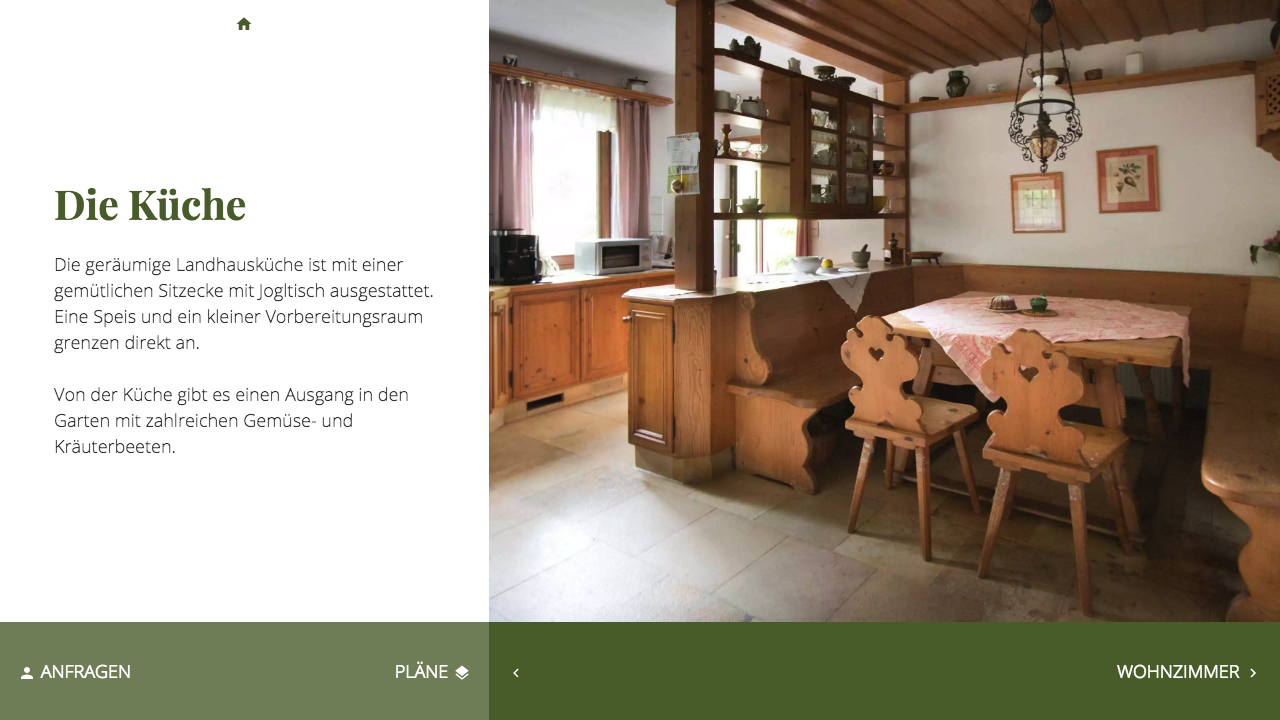 Die Küche
Die geräumige Landhausküche ist mit einer
gemütlichen Sitzecke mit Jogltisch ausgestattet.
Eine Speis und ein kleiner Vorbereitungsraum
grenzen direkt an.
Von der Küche gibt es einen Ausgang in den
Garten mit zahlreichen Gemüse- und
Kräuterbeeten.
ANFRAGEN
PLÄNE
WOHNZIMMER